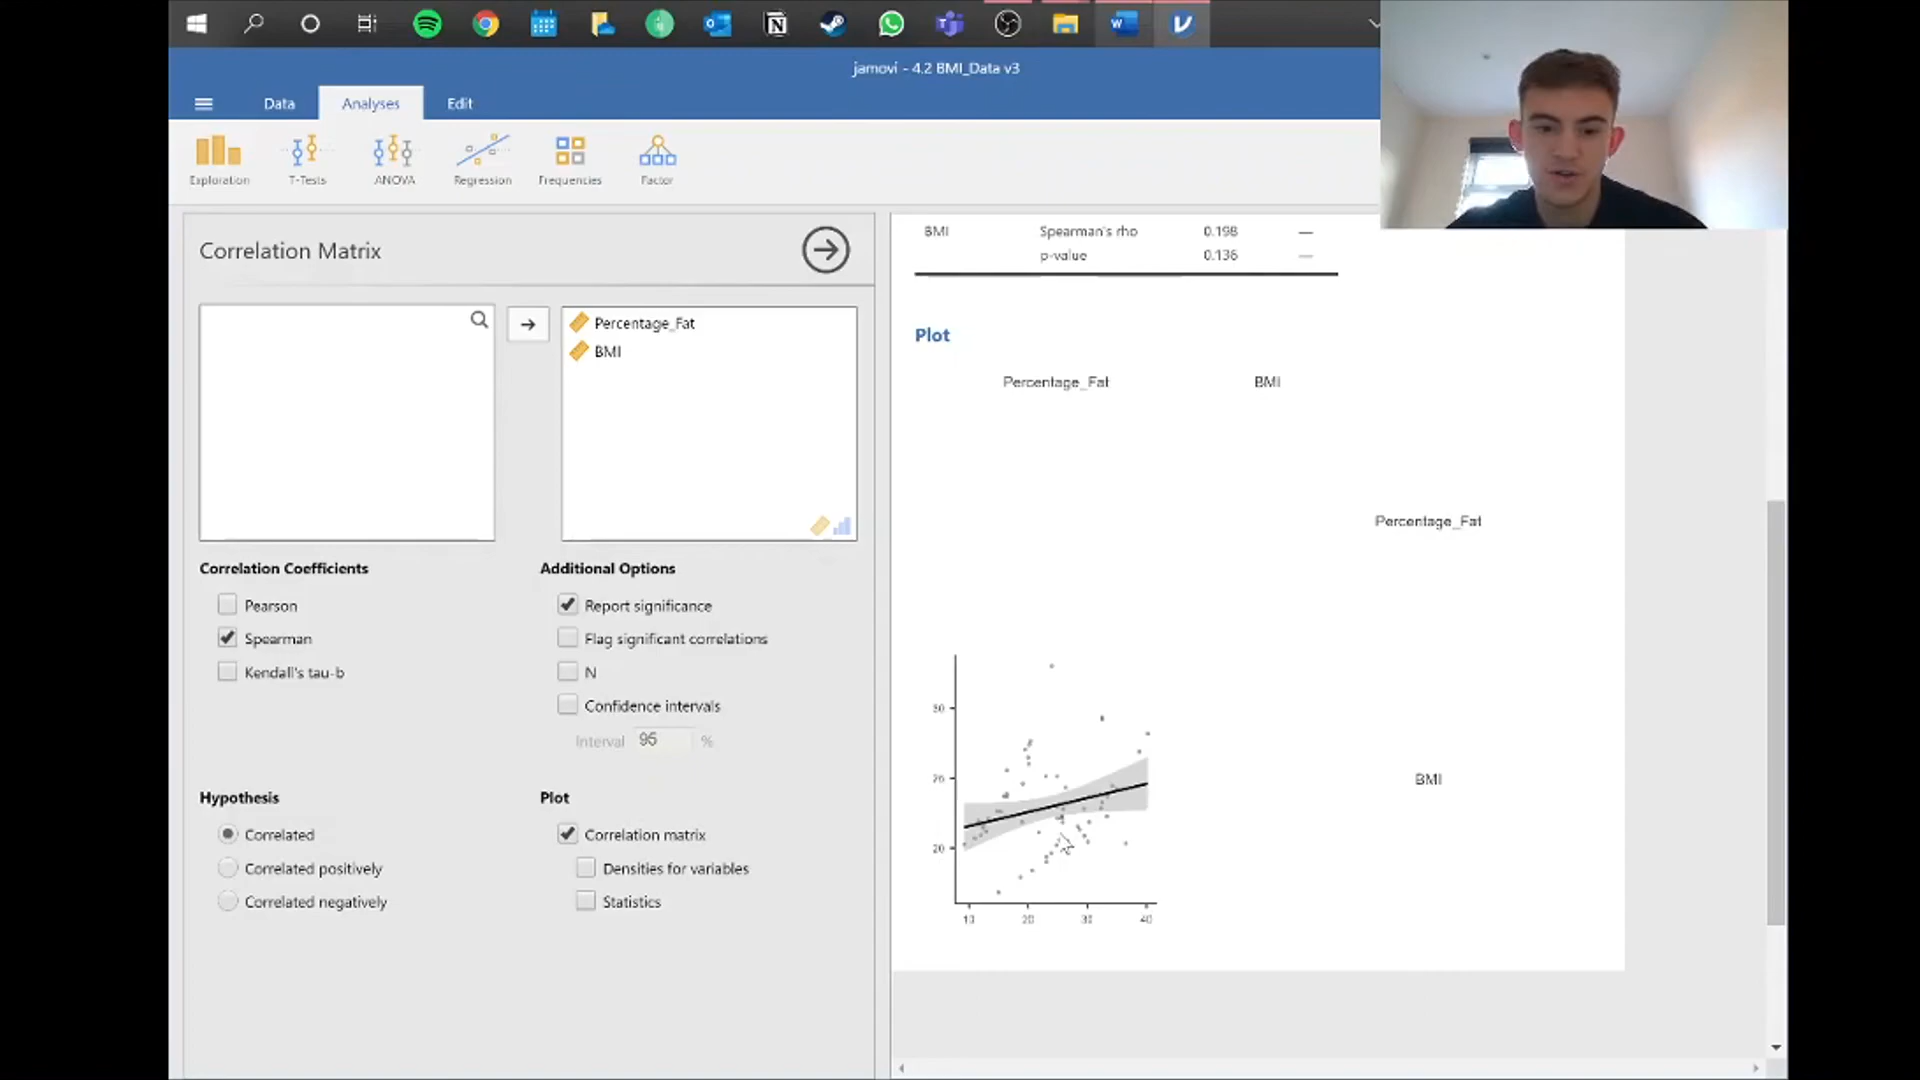 jamovi - 4.2 BMI_Data v3
Data Analyses Edit
Exploration T-Tests ANOVA Regression Frequencies Factor
Correlation Matrix
Percentage_Fat
BMI
Correlation Coefficients
Pearson
Spearman
Kendall's tau-b
Additional Options
Report significance
Flag significant correlations
N
Confidence intervals
Interval 95 %
Hypothesis
Correlated
Correlated positively
Correlated negatively
Plot
Correlation matrix
Densities for variables
Statistics
BMI Spearman's rho 0.198 —
p-value 0.136 —
Plot
Percentage_Fat BMI
Percentage_Fat
30
25
20
10 20 30 40
BMI